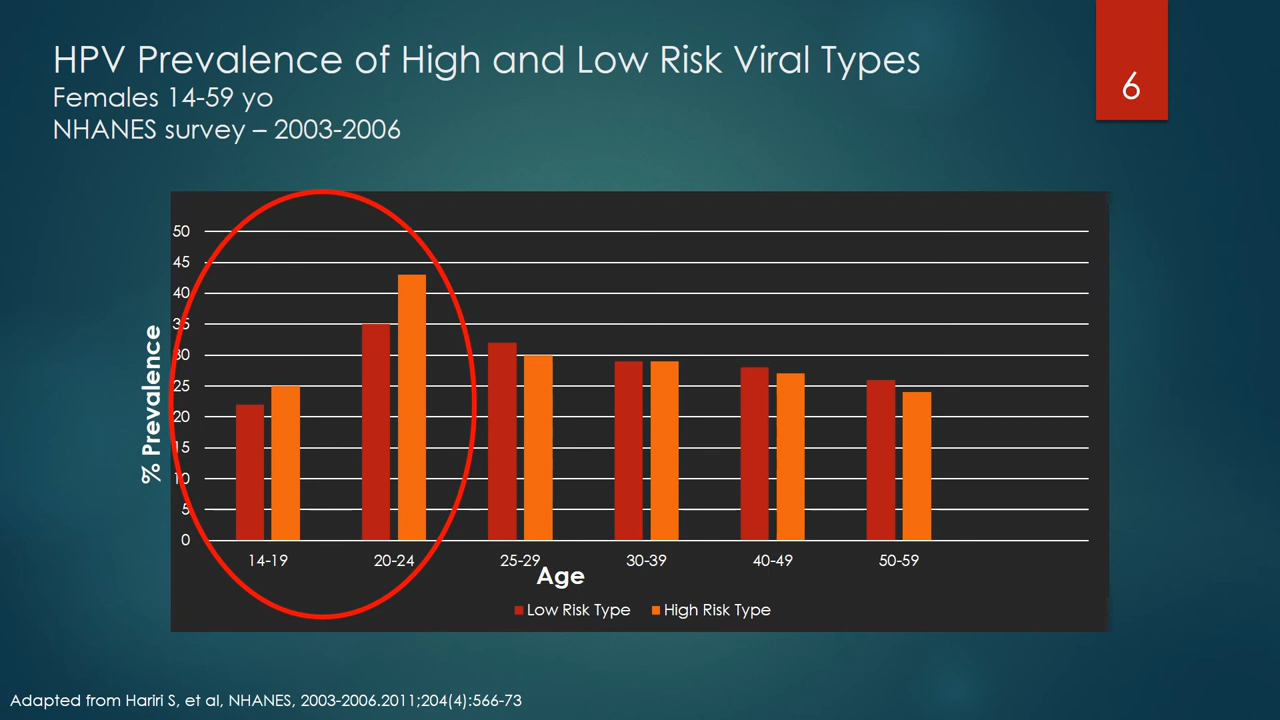 HPV Prevalence of High and Low Risk Viral Types
Females 14-59 yo
NHANES survey – 2003-2006
6
50
45
40
35
30
25
20
15
10
5
0
% Prevalence
14-19 20-24 25-29 30-39 40-49 50-59
Age
Low Risk Type High Risk Type
Adapted from Hariri S, et al, NHANES, 2003-2006.2011;204(4):566-73